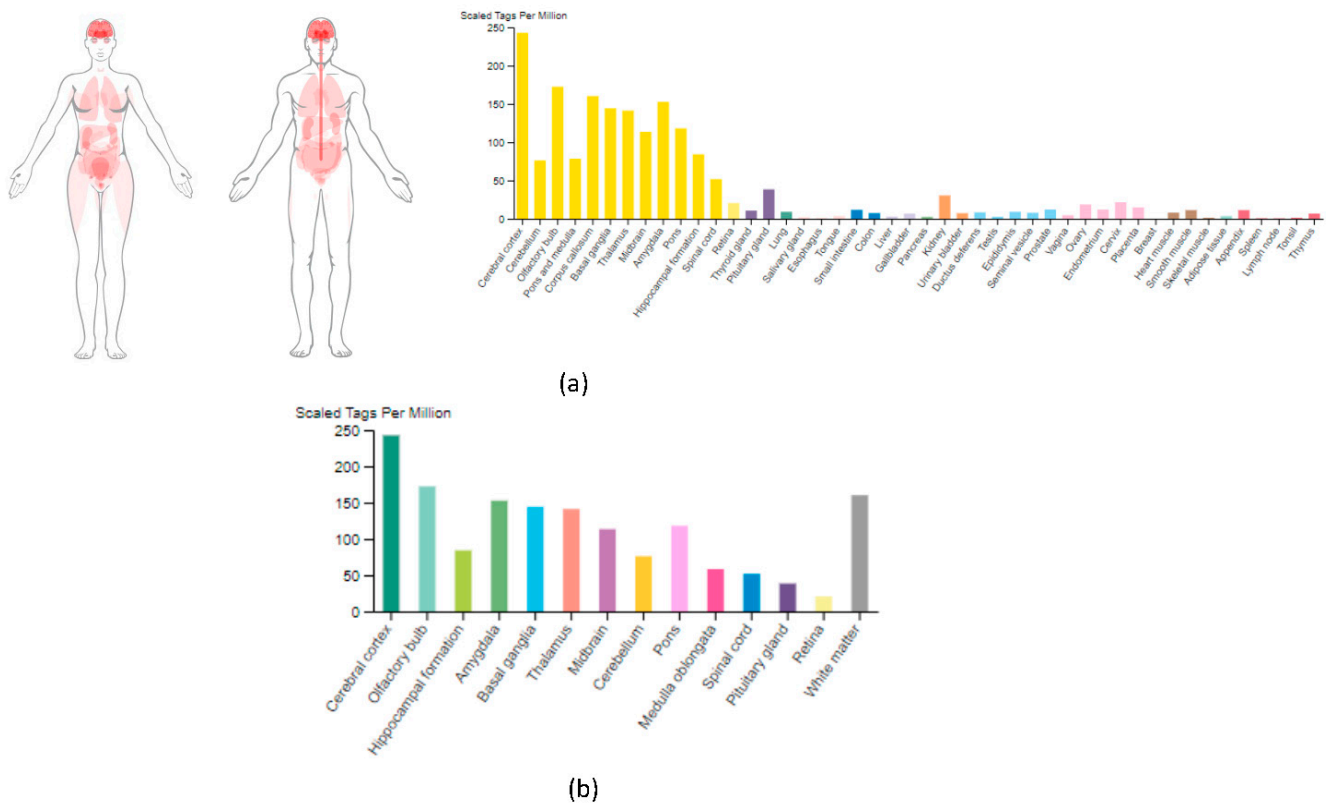 Scaled Tags Per Million
250
200
150
100
50
0
Cerebral cortex
Cerebellum
Olfactory bulb
Pons and medulla
Corpus callosum
Basal ganglia
Thalamus
Midbrain
Amygdala
Pons
Hippocampal formation
Spinal cord
Retina
Thyroid gland
Pituitary gland
Lung
Salivary gland
Esophagus
Tongue
Small intestine
Colon
Liver
Gallbladder
Pancreas
Kidney
Urinary bladder
Ductus deferens
Testis
Epididymis
Seminal vesicle
Prostate
Vagina
Ovary
Endometrium
Cervix
Placenta
Breast
Heart muscle
Smooth muscle
Skeletal muscle
Adipose tissue
Appendix
Spleen
Lymph node
Tonsil
Thymus
(a)
Scaled Tags Per Million
250
200
150
100
50
0
Cerebral cortex
Olfactory bulb
Hippocampal formation
Amygdala
Basal ganglia
Thalamus
Midbrain
Cerebellum
Pons
Medulla oblongata
Spinal cord
Pituitary gland
Retina
White matter
(b)